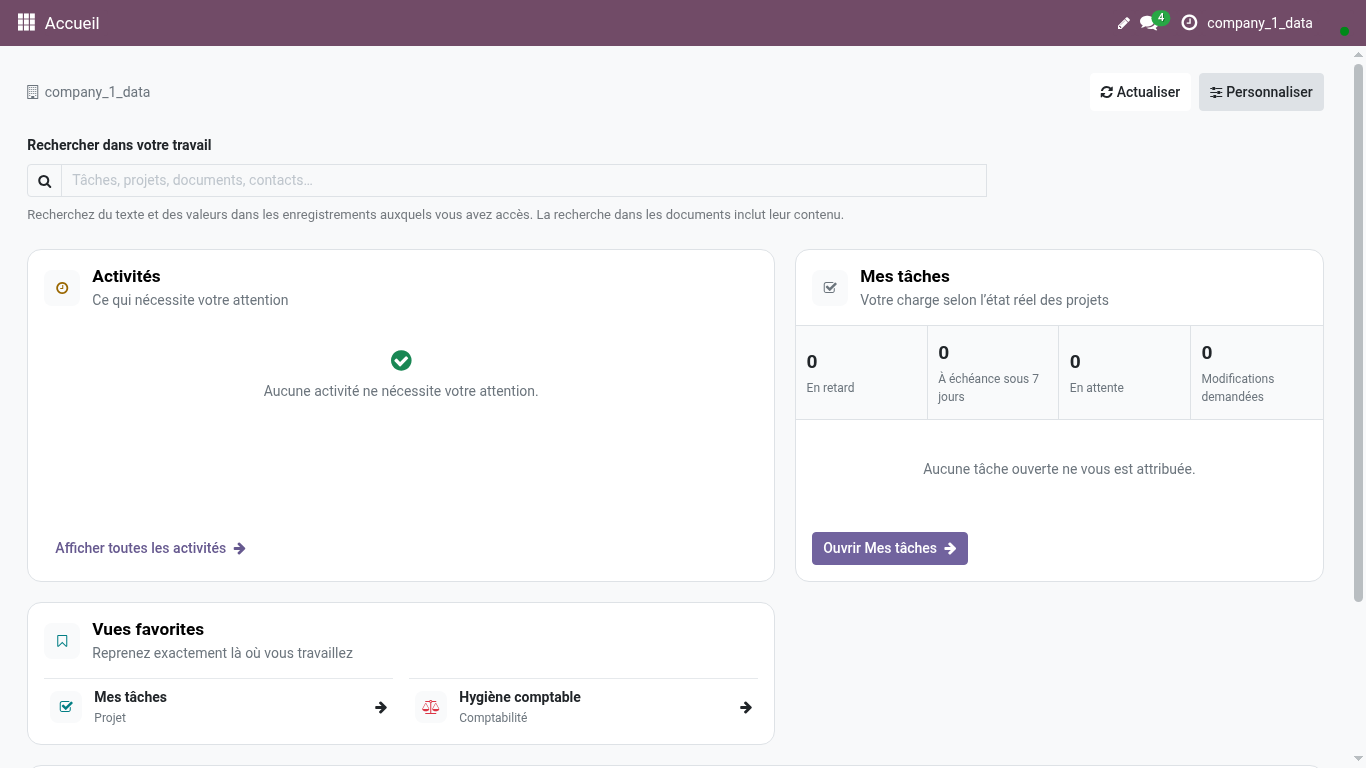 Accueil
4
company_1_data
company_1_data
Actualiser
Personnaliser
Rechercher dans votre travail
Tâches, projets, documents, contacts…
Recherchez du texte et des valeurs dans les enregistrements auxquels vous avez accès. La recherche dans les documents inclut leur contenu.
Activités
Ce qui nécessite votre attention
Aucune activité ne nécessite votre attention.
Afficher toutes les activités
Mes tâches
Votre charge selon l’état réel des projets
0
En retard
0
À échéance sous 7
jours
0
En attente
0
Modifications
demandées
Aucune tâche ouverte ne vous est attribuée.
Ouvrir Mes tâches
Vues favorites
Reprenez exactement là où vous travaillez
Mes tâches
Projet
Hygiène comptable
Comptabilité